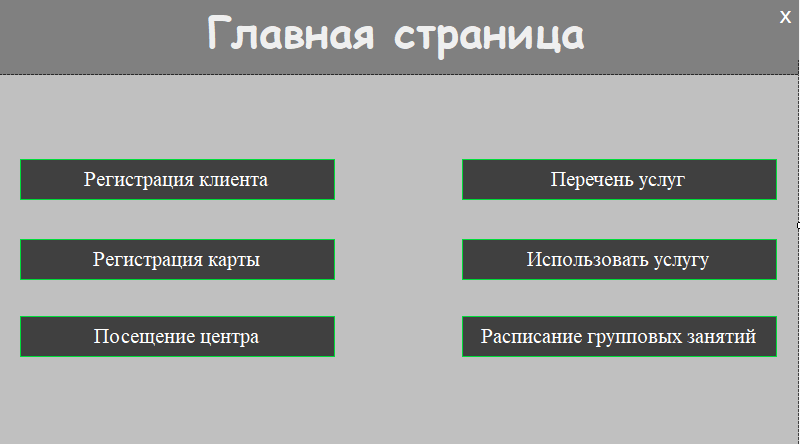 Главная страница
X
Регистрация клиента
Перечень услуг
Регистрация карты
Использовать услугу
Посещение центра
Расписание групповых занятий